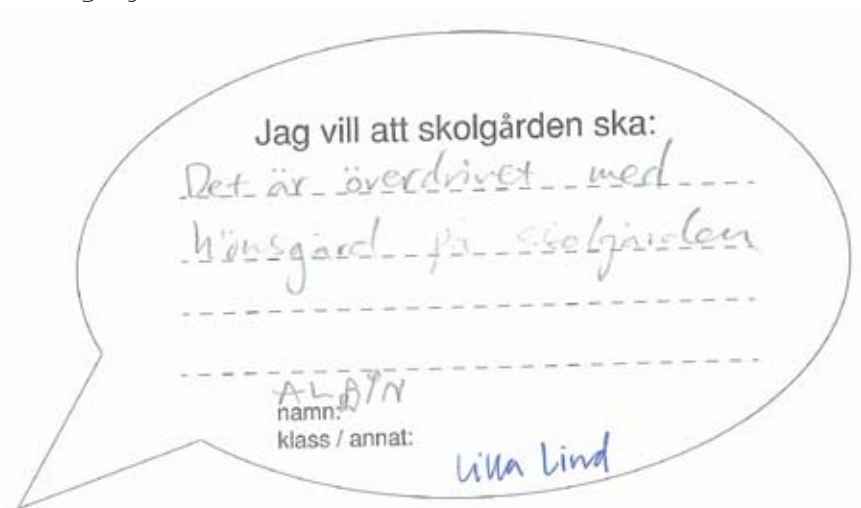 Jag vill att skolgården ska:
Det är överdrivet med
hönsgård på skolgården
ALBIN
namn:
klass / annat:
Lilla Lind